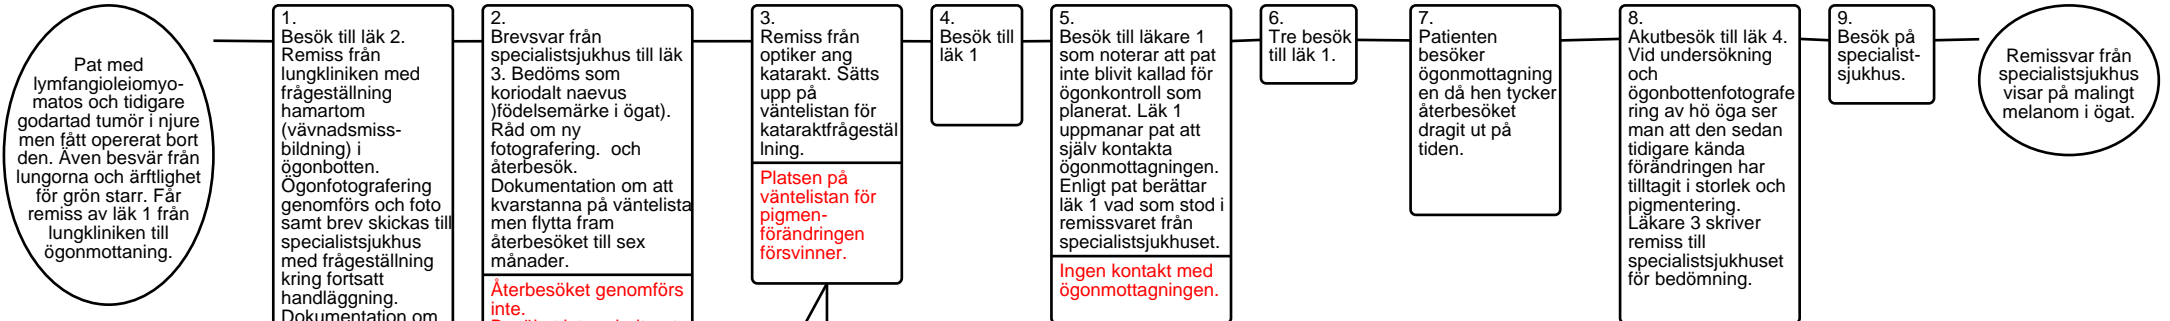 Pat med
lymfangioleiomyo-
matos och tidigare
godartad tumör i njure
men fått opererat bort
den. Även besvär från
lungorna och ärftlighet
för grön starr. Får
remiss av läk 1 från
lungkliniken till
ögonmottaning.
1.
Besök till läk 2.
Remiss från
lungkliniken med
frågeställning
hamartom
(vävnadsmiss-
bildning) i
ögonbotten.
Ögonfotografering
genomförs och foto
samt brev skickas till
specialistsjukhus
med frågeställning
kring fortsatt
handläggning.
Dokumentation om
2.
Brevsvar från
specialistsjukhus till läk
3. Bedöms som
koriodalt naevus
)födelsemärke i ögat).
Råd om ny
fotografering. och
återbesök.
Dokumentation om att
kvarstanna på väntelista
men flytta fram
återbesöket till sex
månader.
Återbesöket genomförs
inte.
3.
Remiss från
optiker ang
katarakt. Sätts
upp på
väntelistan för
kataraktfrågestäl
lning.
Platsen på
väntelistan för
pigmen-
förändringen
försvinner.
4.
Besök till
läk 1
5.
Besök till läkare 1
som noterar att pat
inte blivit kallad för
ögonkontroll som
planerat. Läk 1
uppmanar pat att
själv kontakta
ögonmottagningen.
Enligt pat berättar
läk 1 vad som stod i
remissvaret från
specialistsjukhuset.
Ingen kontakt med
ögonmottagningen.
6.
Tre besök
till läk 1.
7.
Patienten
besöker
ögonmottagning
en då hen tycker
återbesöket
dragit ut på
tiden.
8.
Akutbesök till läk 4.
Vid undersökning
och
ögonbottenfotografe
ring av hö öga ser
man att den sedan
tidigare kända
förändringen har
tilltagit i storlek och
pigmentering.
Läkare 3 skriver
remiss till
specialistsjukhuset
för bedömning.
9.
Besök på
specialist-
sjukhus.
Remissvar från
specialistsjukhus
visar på malingt
melanom i ögat.